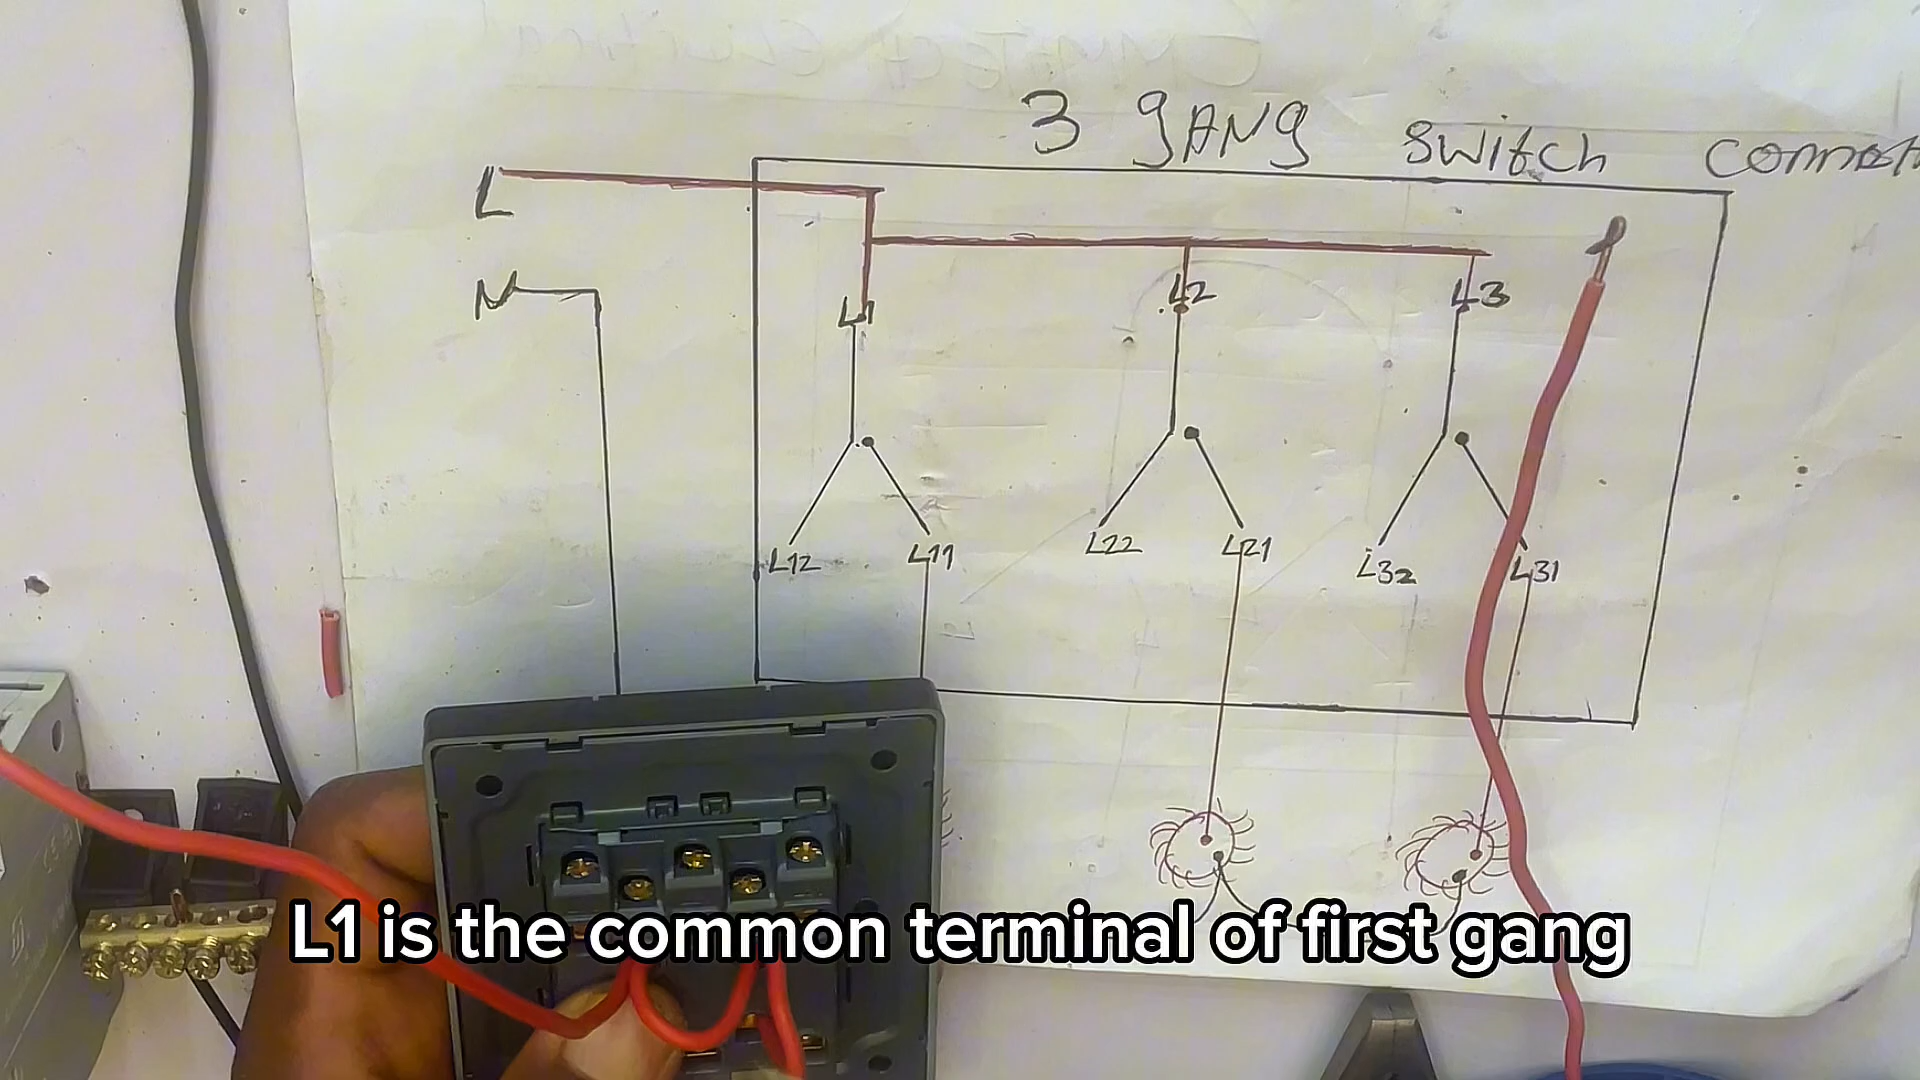 3 gANg switch
L
N
L1
L2
L3
L12
L11
L22
L21
L32
L31
L1 is the common terminal of first gang